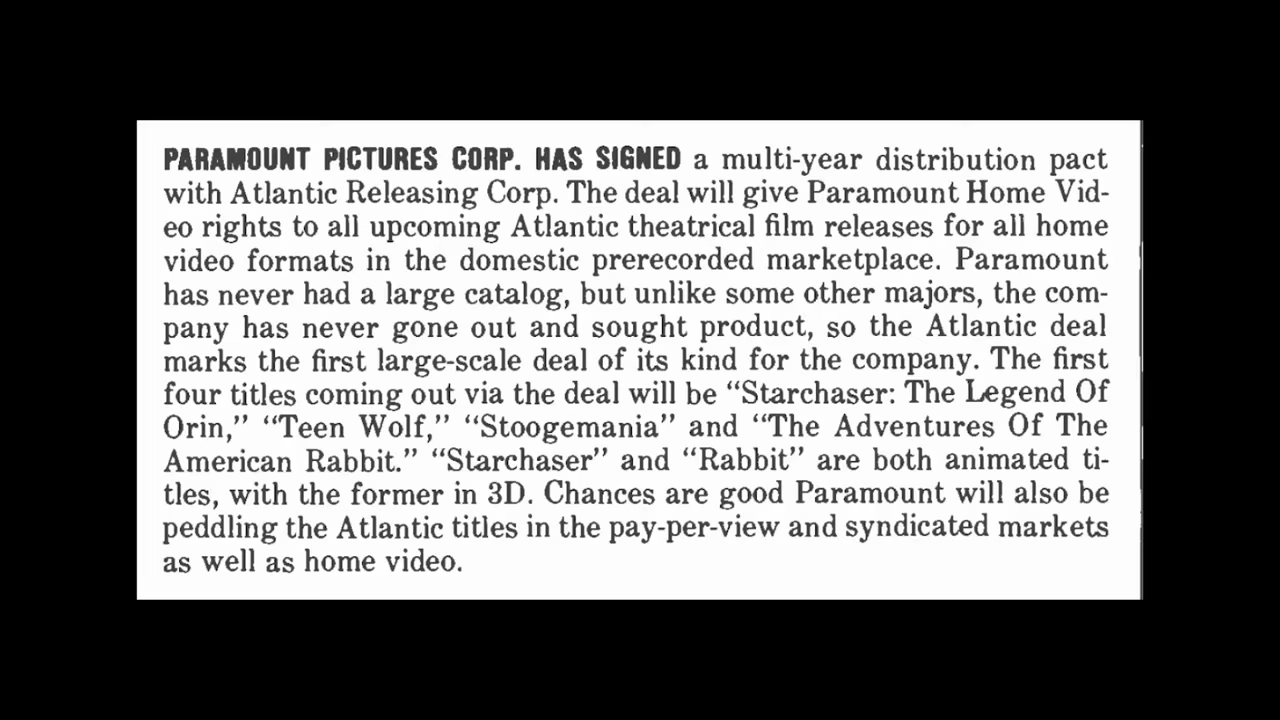 PARAMOUNT PICTURES CORP. HAS SIGNED a multi-year distribution pact
with Atlantic Releasing Corp. The deal will give Paramount Home Vid-
eo rights to all upcoming Atlantic theatrical film releases for all home
video formats in the domestic prerecorded marketplace. Paramount
has never had a large catalog, but unlike some other majors, the com-
pany has never gone out and sought product, so the Atlantic deal
marks the first large-scale deal of its kind for the company. The first
four titles coming out via the deal will be “Starchaser: The Legend Of
Orin,” “Teen Wolf,” “Stoogemania” and “The Adventures Of The
American Rabbit.” “Starchaser” and “Rabbit” are both animated ti-
tles, with the former in 3D. Chances are good Paramount will also be
peddling the Atlantic titles in the pay-per-view and syndicated markets
as well as home video.